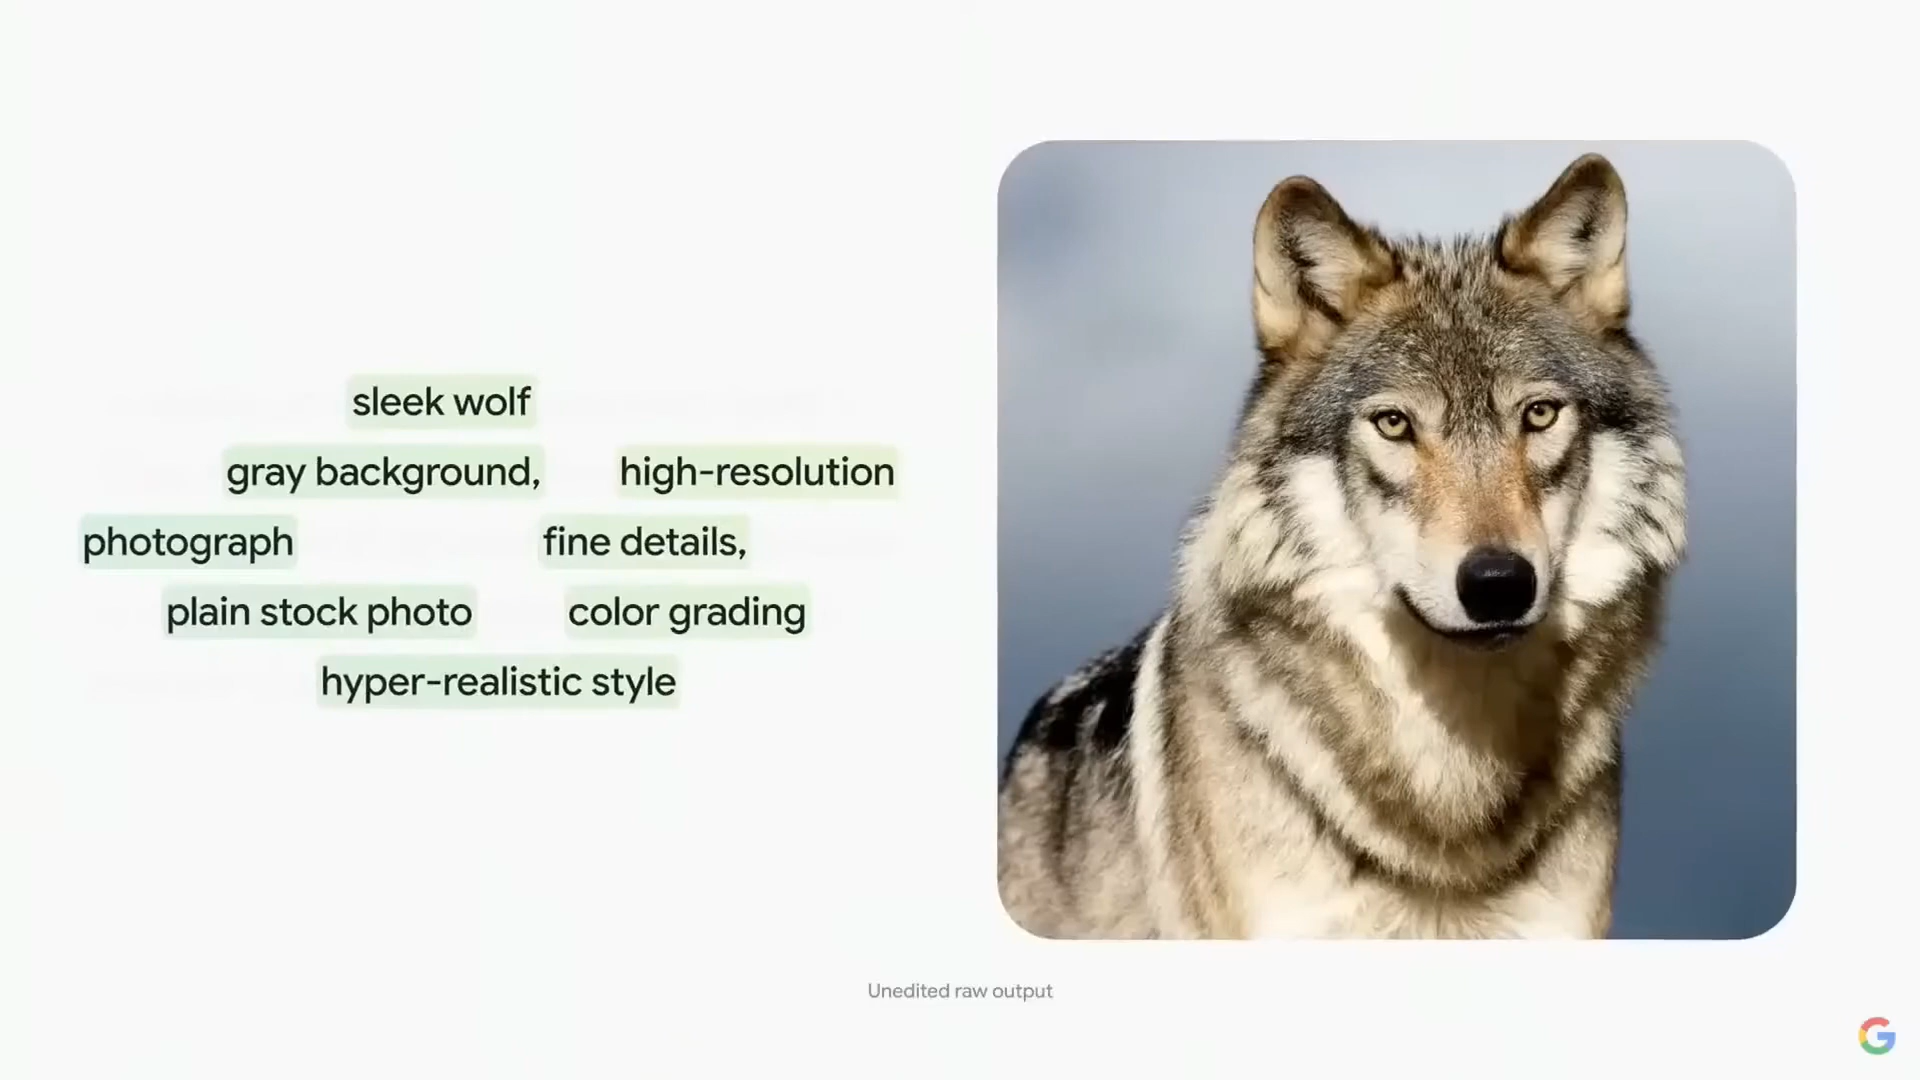 sleek wolf
gray background, high-resolution
photograph fine details,
plain stock photo color grading
hyper-realistic style
Unedited raw output